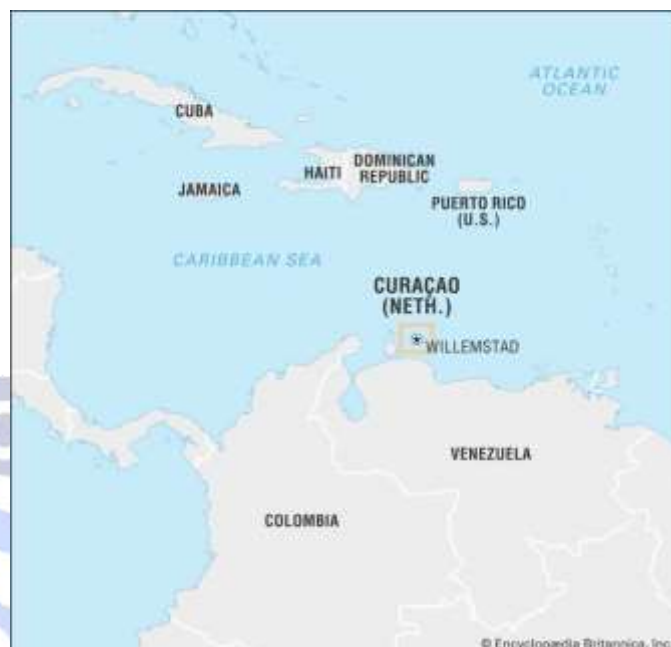 ATLANTIC
OCEAN
CUBA
HAITI
DOMINICAN
REPUBLIC
JAMAICA
PUERTO RICO
(U.S.)
CARIBBEAN SEA
CURAÇAO
(NETH.)
WILLEMSTAD
VENEZUELA
COLOMBIA
© Encyclopædia Britannica, Inc.